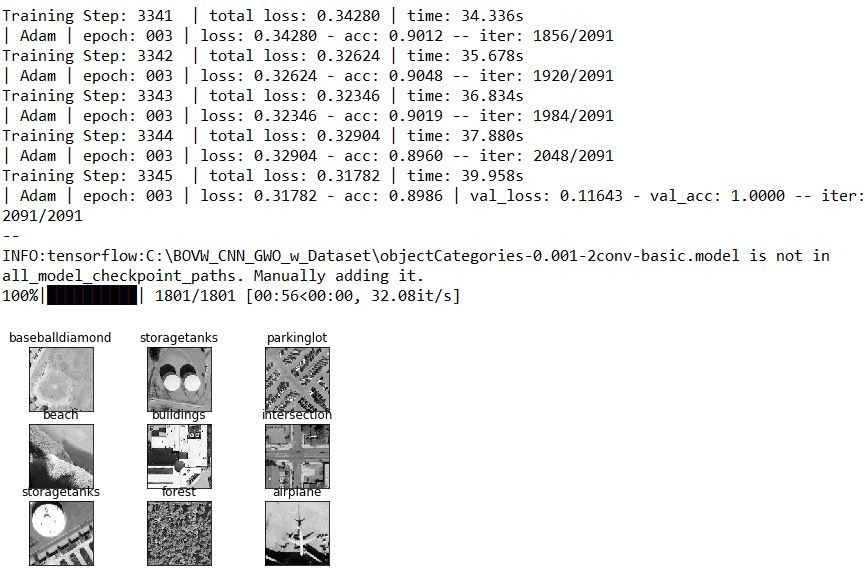 Training Step: 3341  | total loss: 0.34280 | time: 34.336s
| Adam | epoch: 003 | loss: 0.34280 - acc: 0.9012 -- iter: 1856/2091
Training Step: 3342  | total loss: 0.32624 | time: 35.678s
| Adam | epoch: 003 | loss: 0.32624 - acc: 0.9048 -- iter: 1920/2091
Training Step: 3343  | total loss: 0.32346 | time: 36.834s
| Adam | epoch: 003 | loss: 0.32346 - acc: 0.9019 -- iter: 1984/2091
Training Step: 3344  | total loss: 0.32904 | time: 37.880s
| Adam | epoch: 003 | loss: 0.32904 - acc: 0.8960 -- iter: 2048/2091
Training Step: 3345  | total loss: 0.31782 | time: 39.958s
| Adam | epoch: 003 | loss: 0.31782 - acc: 0.8986 | val_loss: 0.11643 - val_acc: 1.0000 -- iter:
2091/2091
--
INFO:tensorflow:C:\BOVW_CNN_GWO_w_Dataset\objectCategories-0.001-2conv-basic.model is not in
all_model_checkpoint_paths. Manually adding it.
100%|██████████| 1801/1801 [00:56<00:00, 32.08it/s]
baseballdiamond storagetanks parkinglot
beach buildings intersection
storagetanks forest airplane